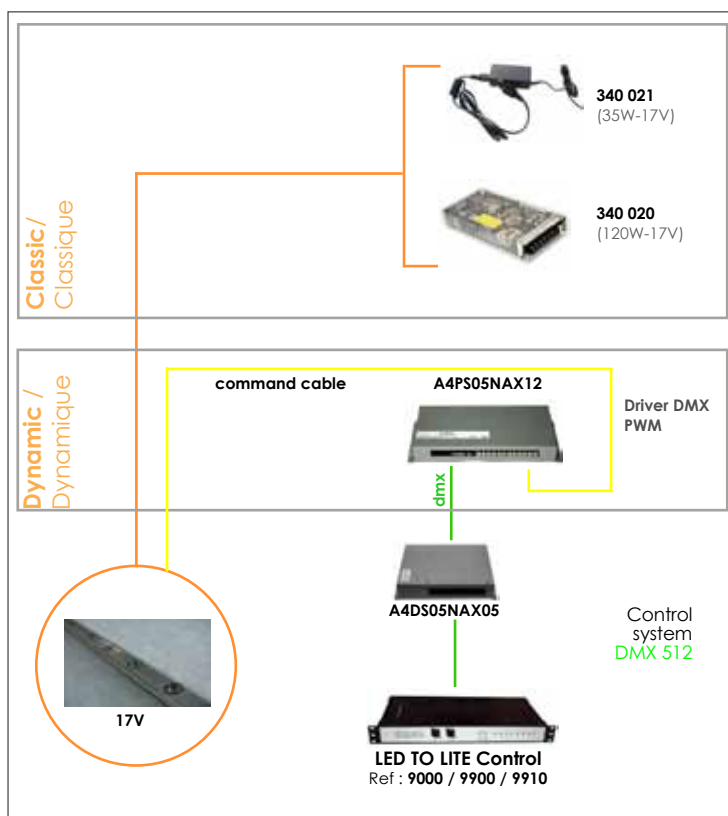 340 021
(35W-17V)
340 020
(120W-17V)
Classic /
Classique
command cable
A4PS05NAX12
Driver DMX
PWM
Dynamic /
Dynamique
dmx
A4DS05NAX05
Control
system
DMX 512
17V
LED TO LITE Control
Ref : 9000 / 9900 / 9910